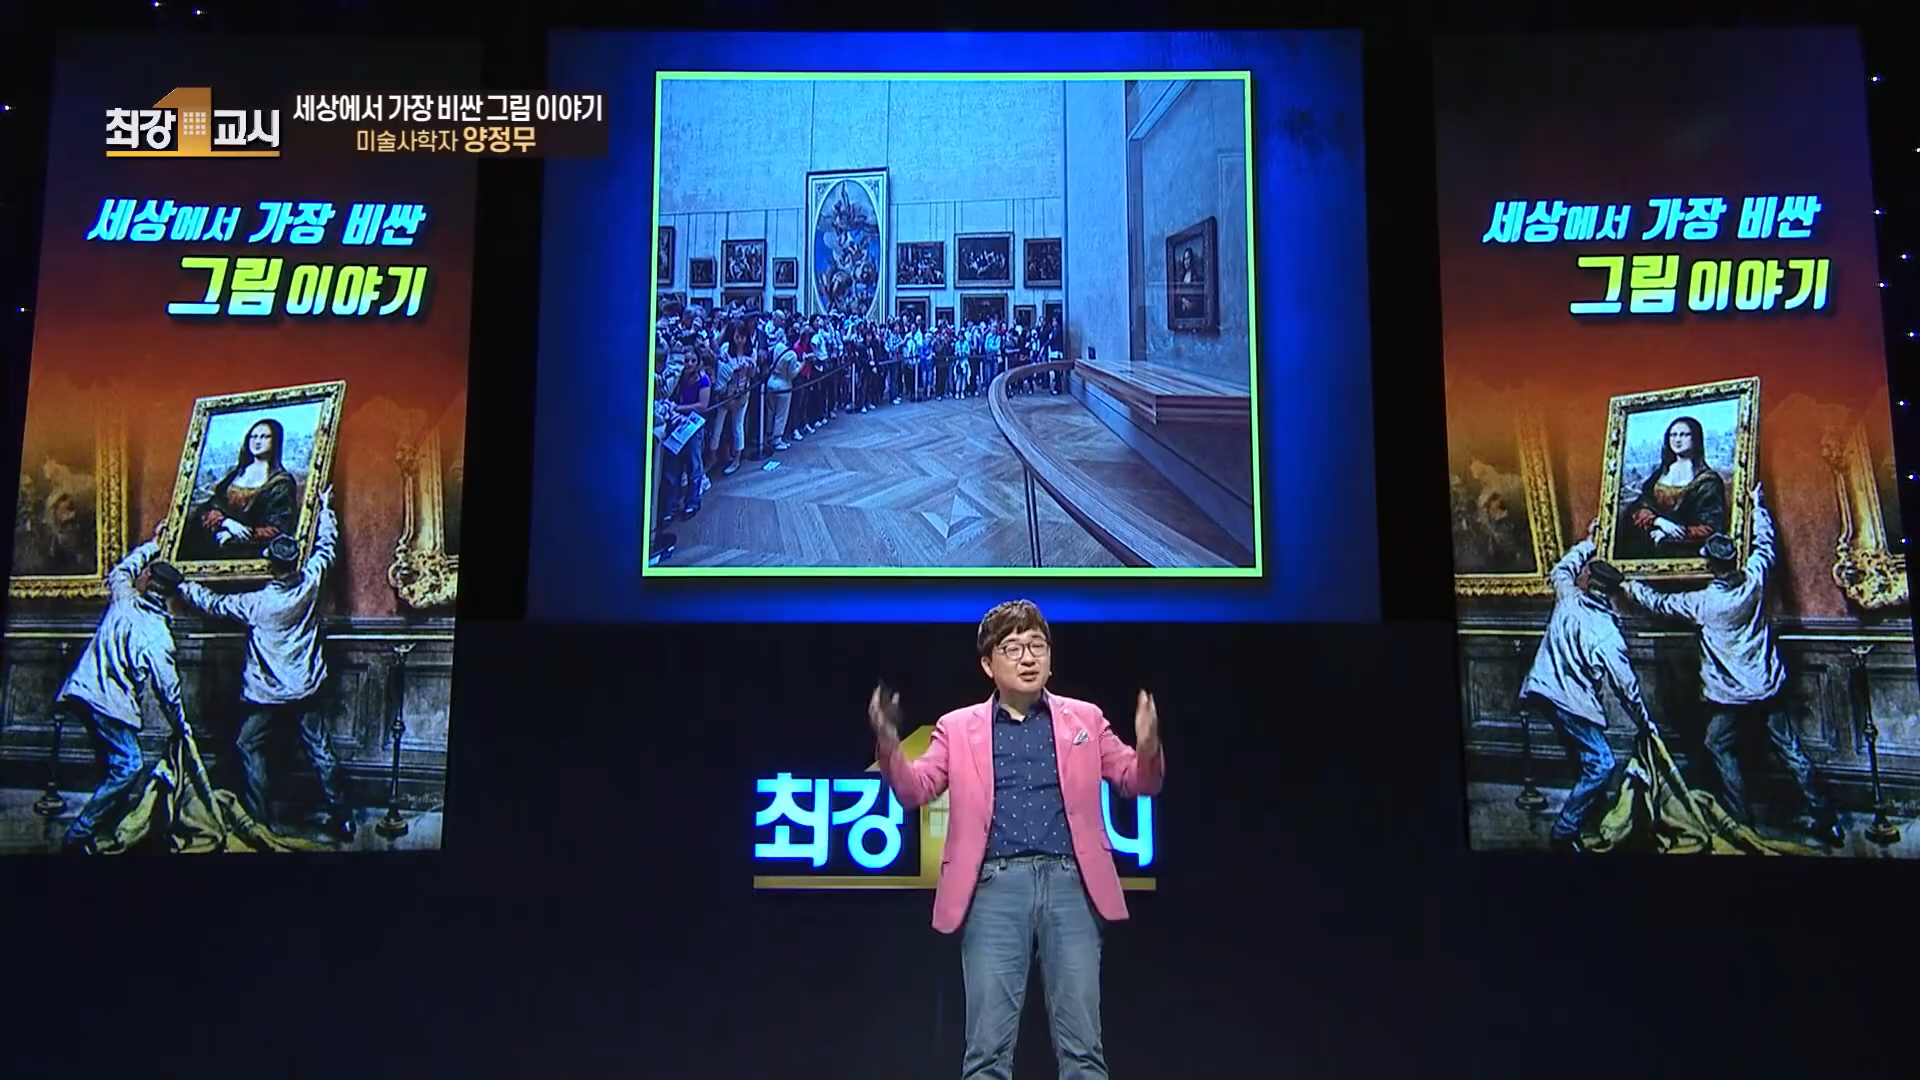 최강1교시
세상에서 가장 비싼 그림 이야기
미술사학자 양정무
세상에서 가장 비싼
그림 이야기
세상에서 가장 비싼
그림 이야기
최강 시